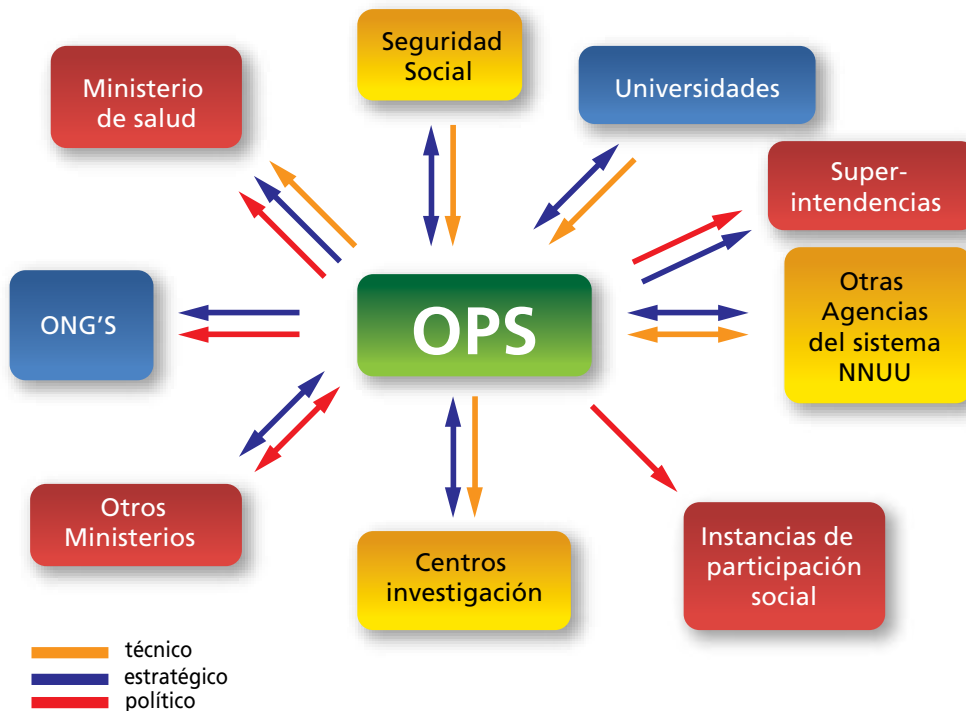 Seguridad
Social
Ministerio
de salud
Universidades
Super-
intendencias
ONG'S
OPS
Otras
Agencias
del sistema
NNUU
Otros
Ministerios
Centros
investigación
Instancias de
participación
social
técnico
estratégico
político